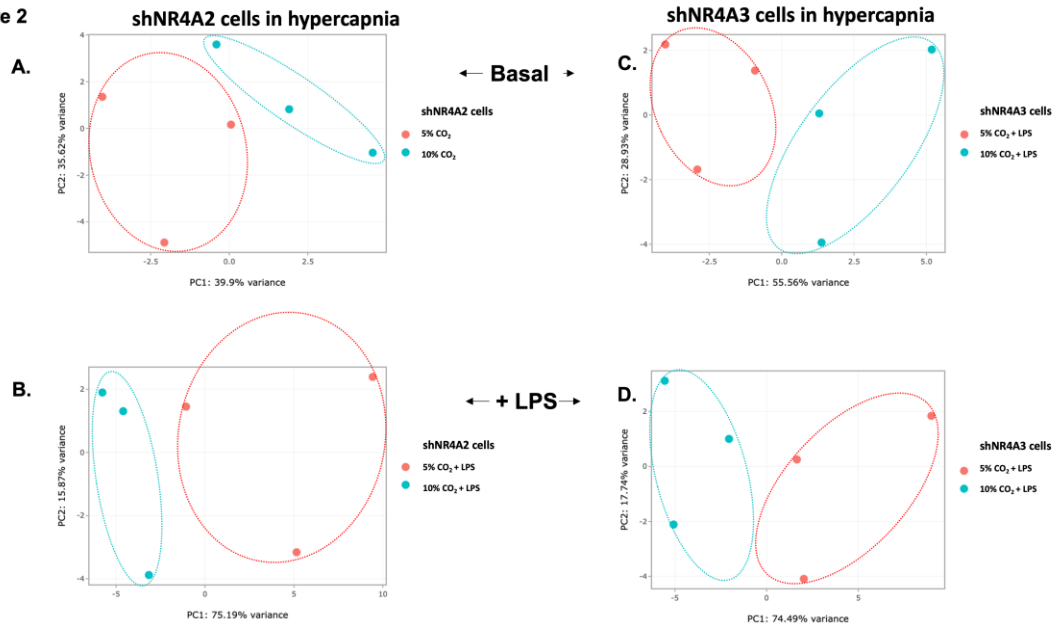 e 2
shNR4A2 cells in hypercapnia
shNR4A3 cells in hypercapnia
A.
4
2
0
-2
-4
PC2: 35.62% variance
-2.5
0.0
2.5
PC1: 39.9% variance
shNR4A2 cells
5% CO₂
10% CO₂
← Basal →
C.
2
0
-2
-4
PC2: 28.93% variance
-2.5
0.0
2.5
5.0
PC1: 55.56% variance
shNR4A3 cells
5% CO₂ + LPS
10% CO₂ + LPS
B.
2
0
-2
-4
PC2: 15.87% variance
-5
0
5
10
PC1: 75.19% variance
shNR4A2 cells
5% CO₂ + LPS
10% CO₂ + LPS
← + LPS →
D.
2
0
-2
-4
PC2: 17.74% variance
-5
0
5
PC1: 74.49% variance
shNR4A3 cells
5% CO₂ + LPS
10% CO₂ + LPS